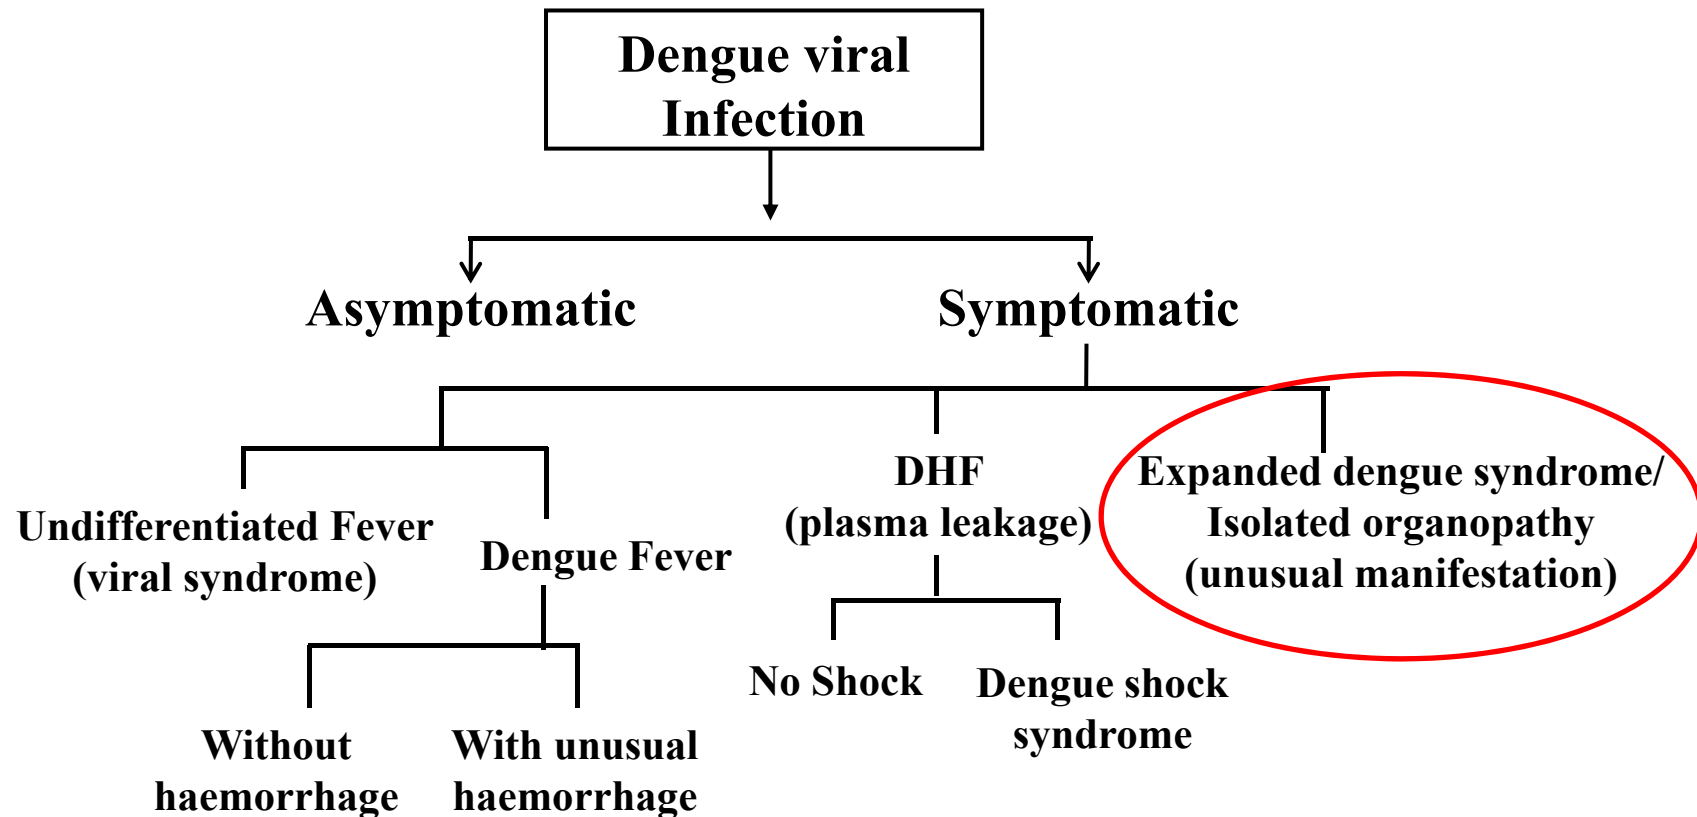 Dengue viral
Infection
Asymptomatic
Symptomatic
Undifferentiated Fever
(viral syndrome)
Dengue Fever
DHF
(plasma leakage)
Expanded dengue syndrome/
Isolated organopathy
(unusual manifestation)
Without
haemorrhage
With unusual
haemorrhage
No Shock
Dengue shock
syndrome